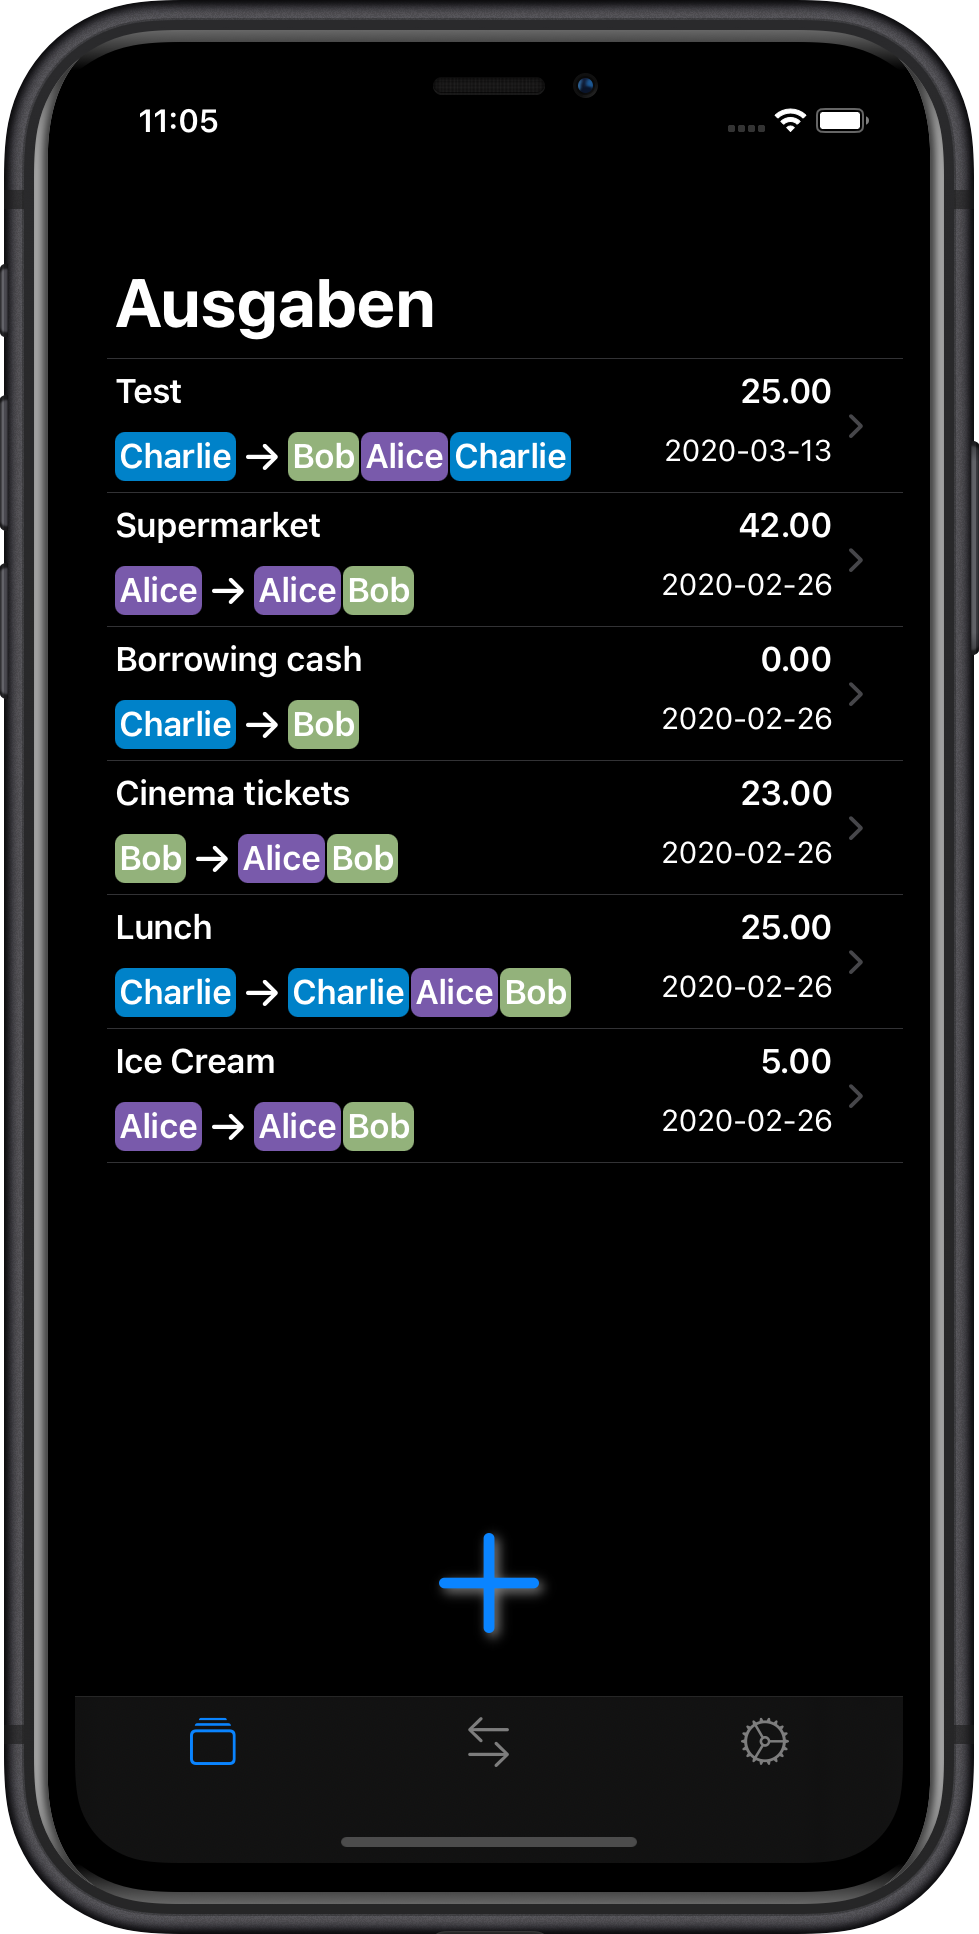 11:05
Ausgaben
Test 25.00
Charlie → Bob Alice Charlie 2020-03-13
Supermarket 42.00
Alice → Alice Bob 2020-02-26
Borrowing cash 0.00
Charlie → Bob 2020-02-26
Cinema tickets 23.00
Bob → Alice Bob 2020-02-26
Lunch 25.00
Charlie → Charlie Alice Bob 2020-02-26
Ice Cream 5.00
Alice → Alice Bob 2020-02-26